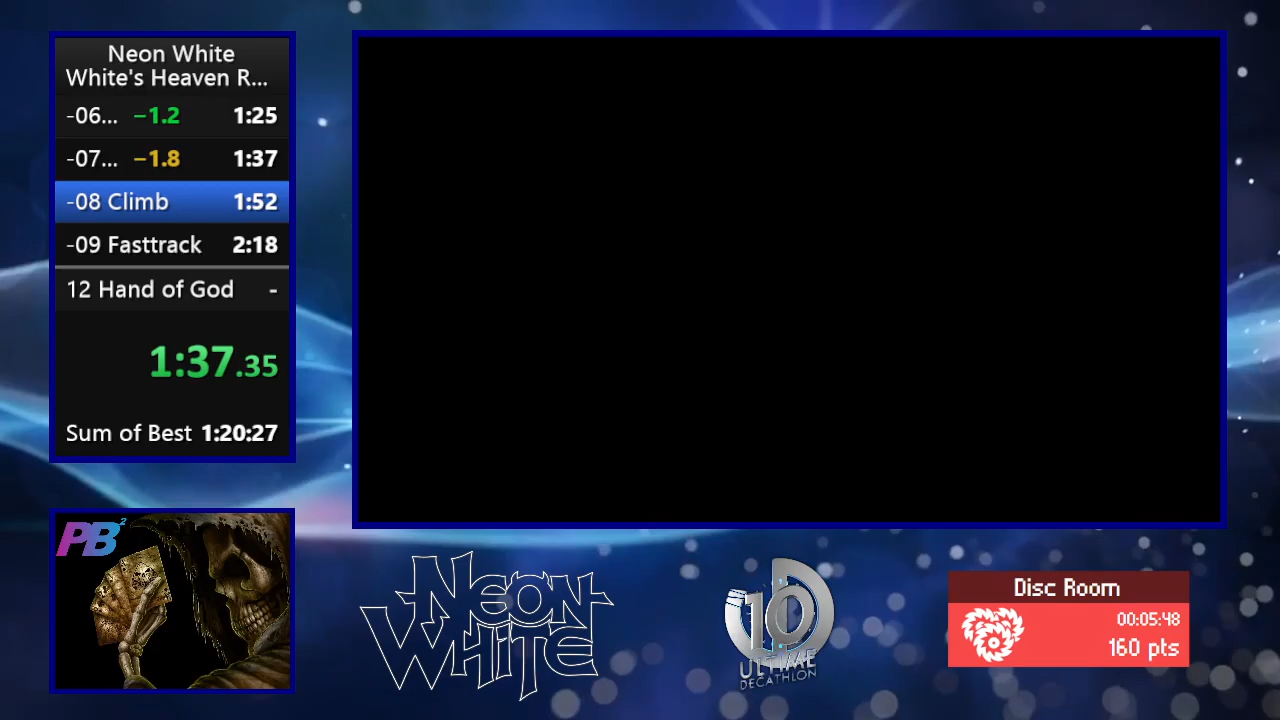 Neon White
White's Heaven R...
-06... −1.2 1:25
-07... −1.8 1:37
-08 Climb 1:52
-09 Fasttrack 2:18
12 Hand of God -
1:37.35
Sum of Best 1:20:27
PB2
NEON
WHITE
10
ULTIME
DECATHLON
Disc Room
00:05:48
160 pts